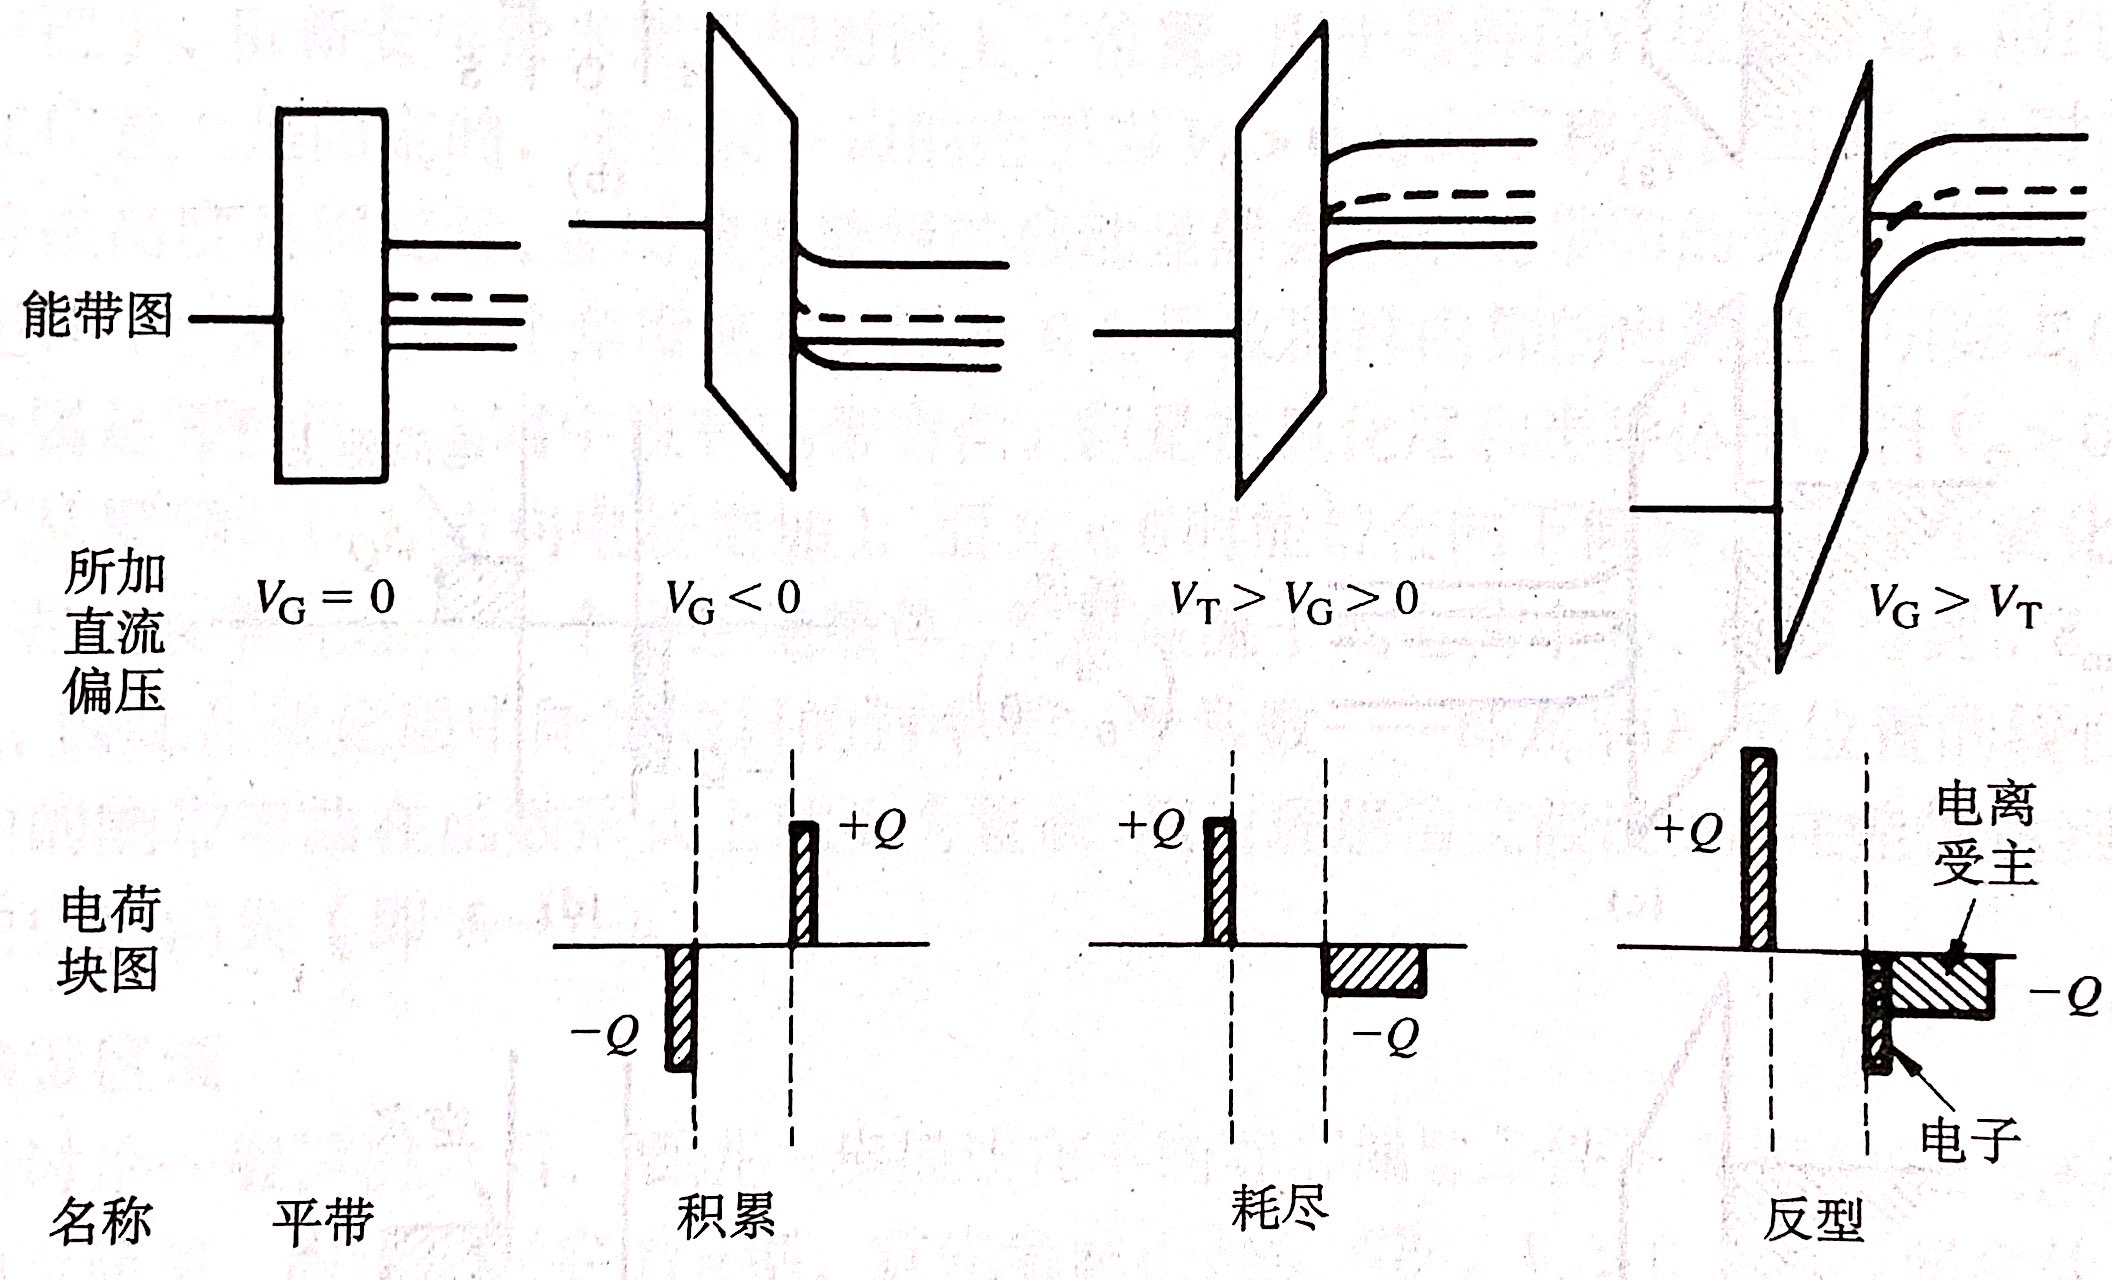 能带图
所加
直流
偏压
V_G = 0
V_G < 0
V_T > V_G > 0
V_G > V_T
电荷
块图
−Q
+Q
+Q
−Q
+Q
电离
受主
−Q
电子
名称
平带
积累
耗尽
反型